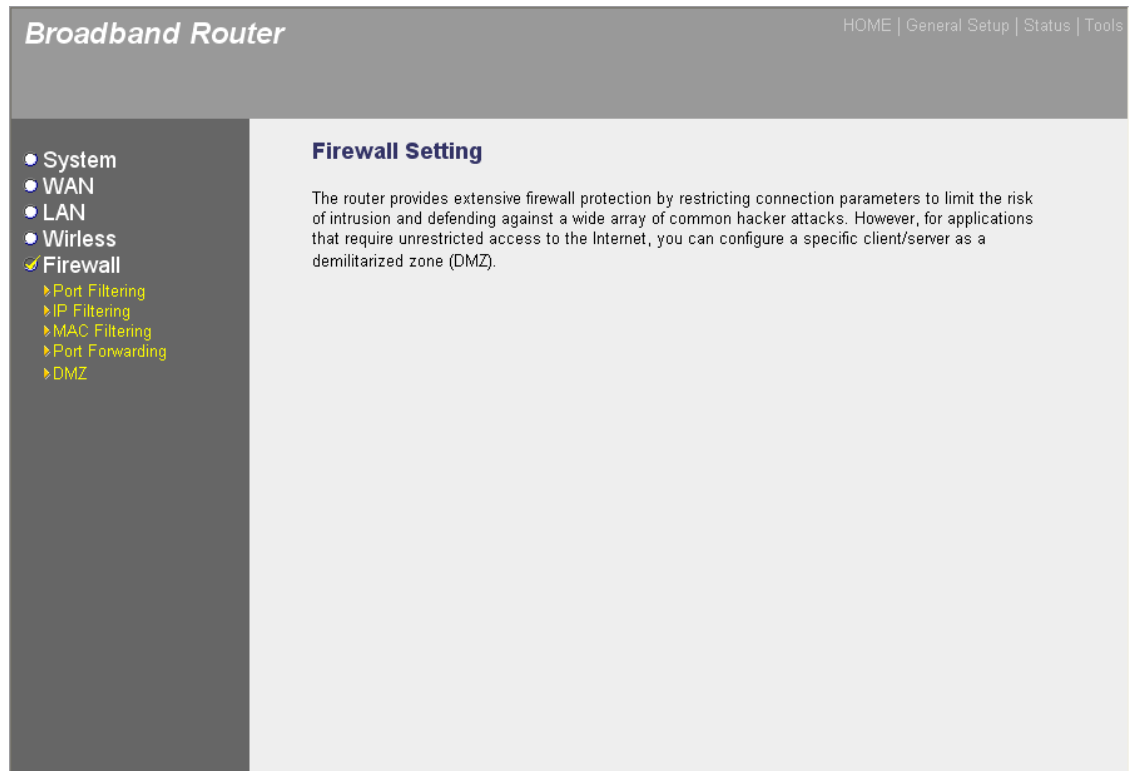 Broadband Router
HOME | General Setup | Status | Tools
System
WAN
LAN
Wirless
Firewall
Port Filtering
IP Filtering
MAC Filtering
Port Forwarding
DMZ
Firewall Setting
The router provides extensive firewall protection by restricting connection parameters to limit the risk
of intrusion and defending against a wide array of common hacker attacks. However, for applications
that require unrestricted access to the Internet, you can configure a specific client/server as a
demilitarized zone (DMZ).